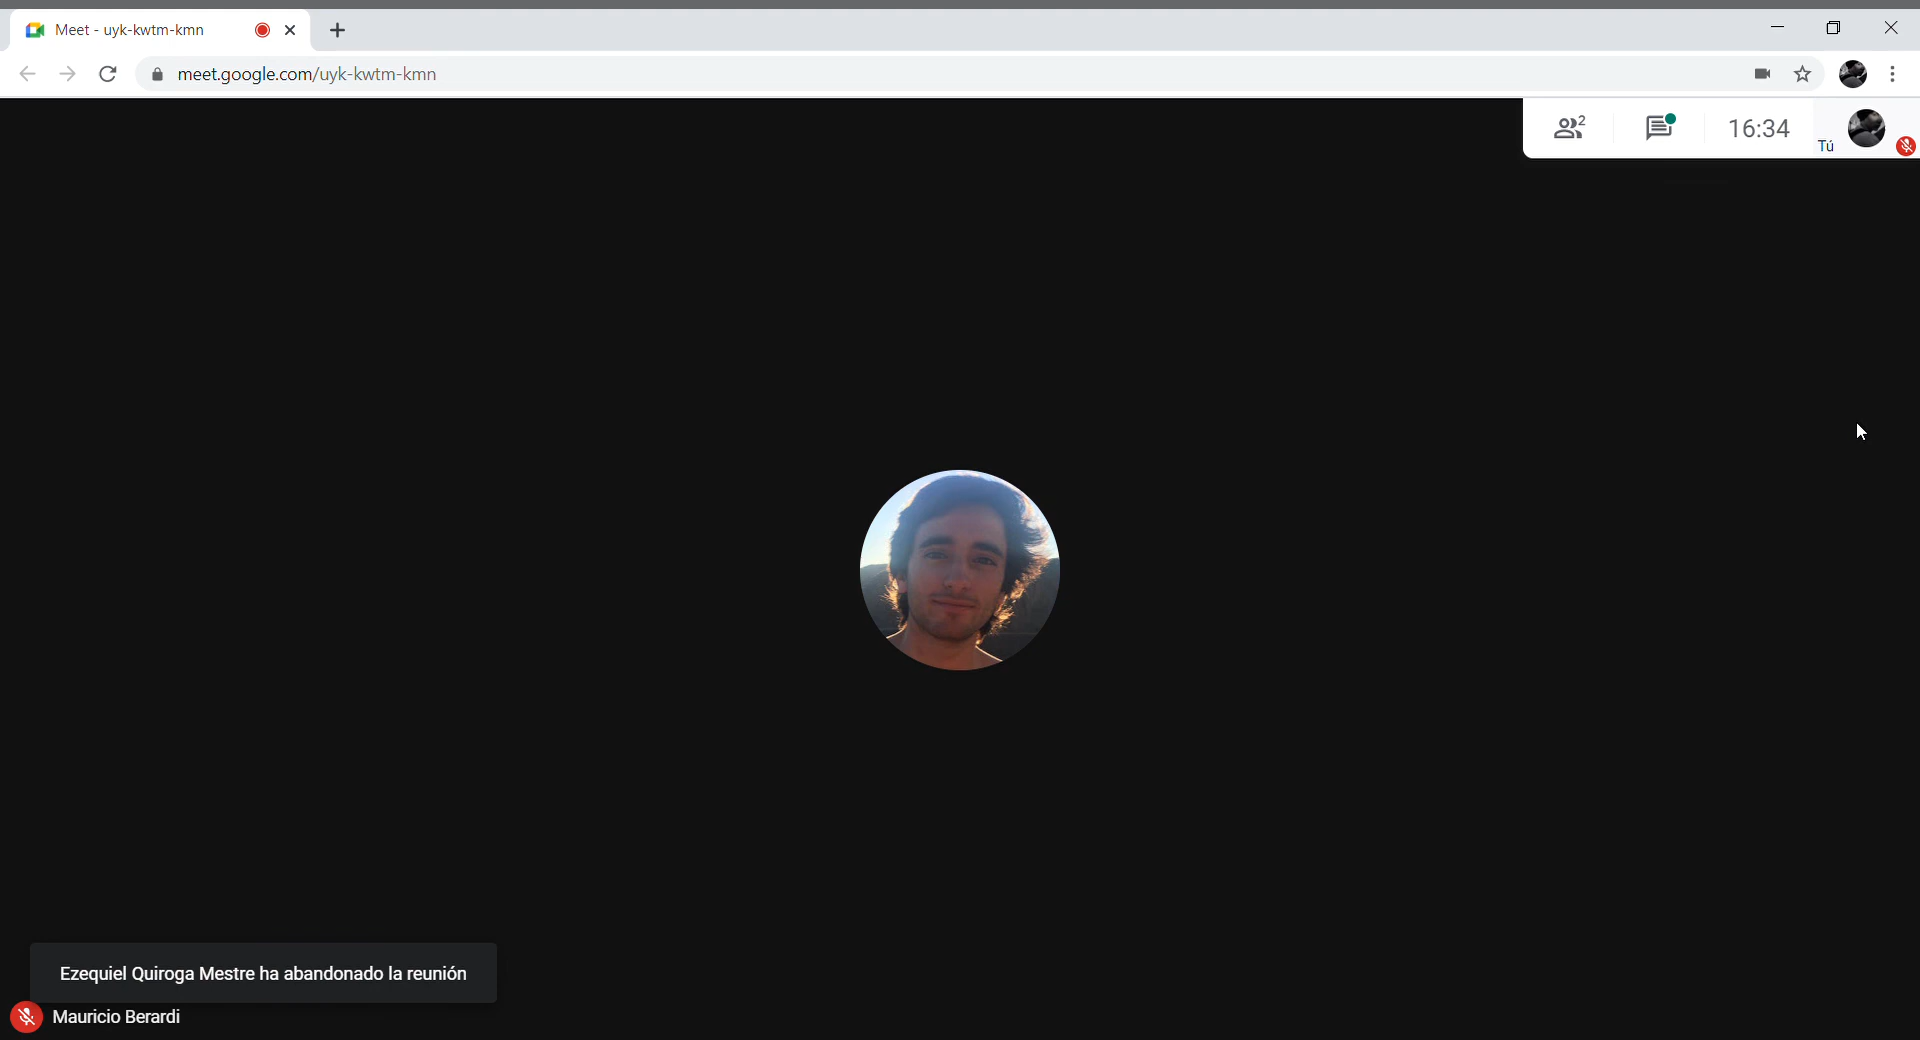 Meet - uyk-kwtm-kmn
meet.google.com/uyk-kwtm-kmn
2
16:34
Tú
Ezequiel Quiroga Mestre ha abandonado la reunión
Mauricio Berardi